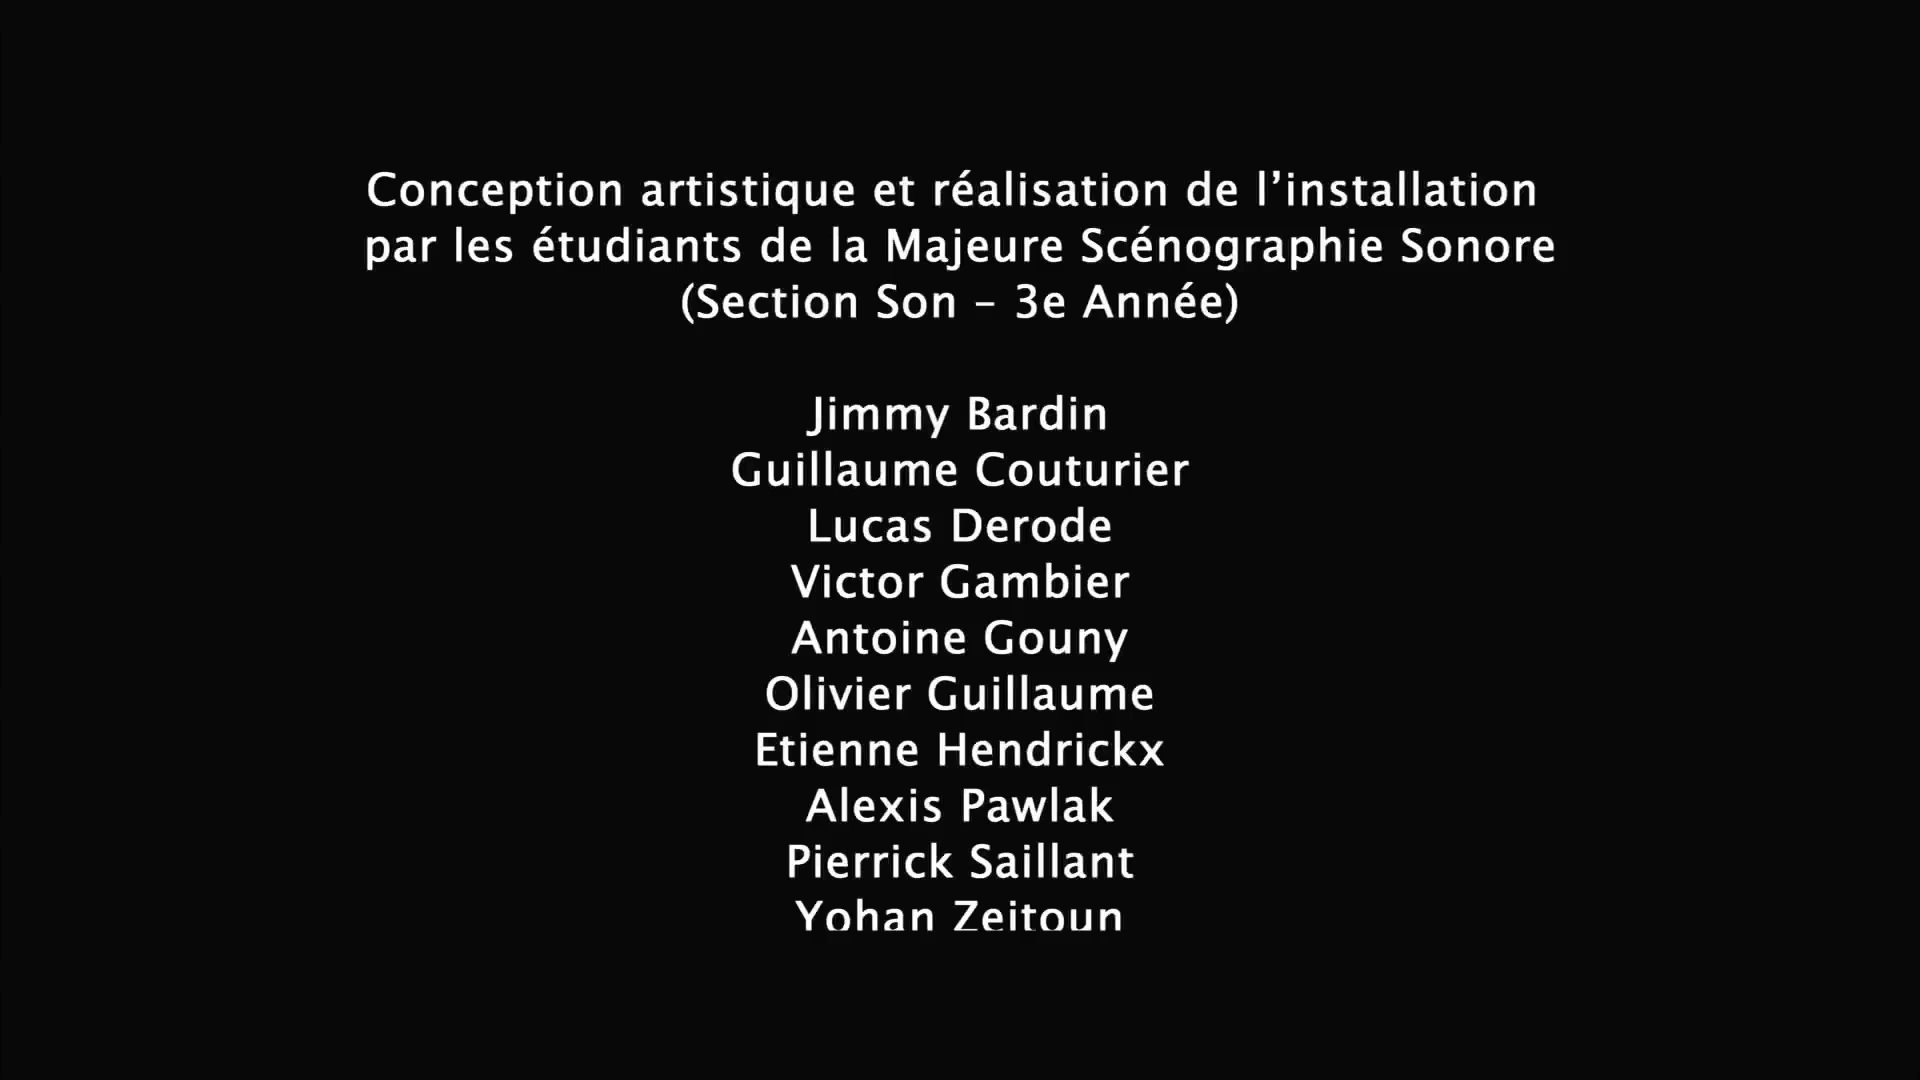 Conception artistique et réalisation de l’installation
par les étudiants de la Majeure Scénographie Sonore
(Section Son – 3e Année)
Jimmy Bardin
Guillaume Couturier
Lucas Derode
Victor Gambier
Antoine Gouny
Olivier Guillaume
Etienne Hendrickx
Alexis Pawlak
Pierrick Saillant
Yohan Zeitoun